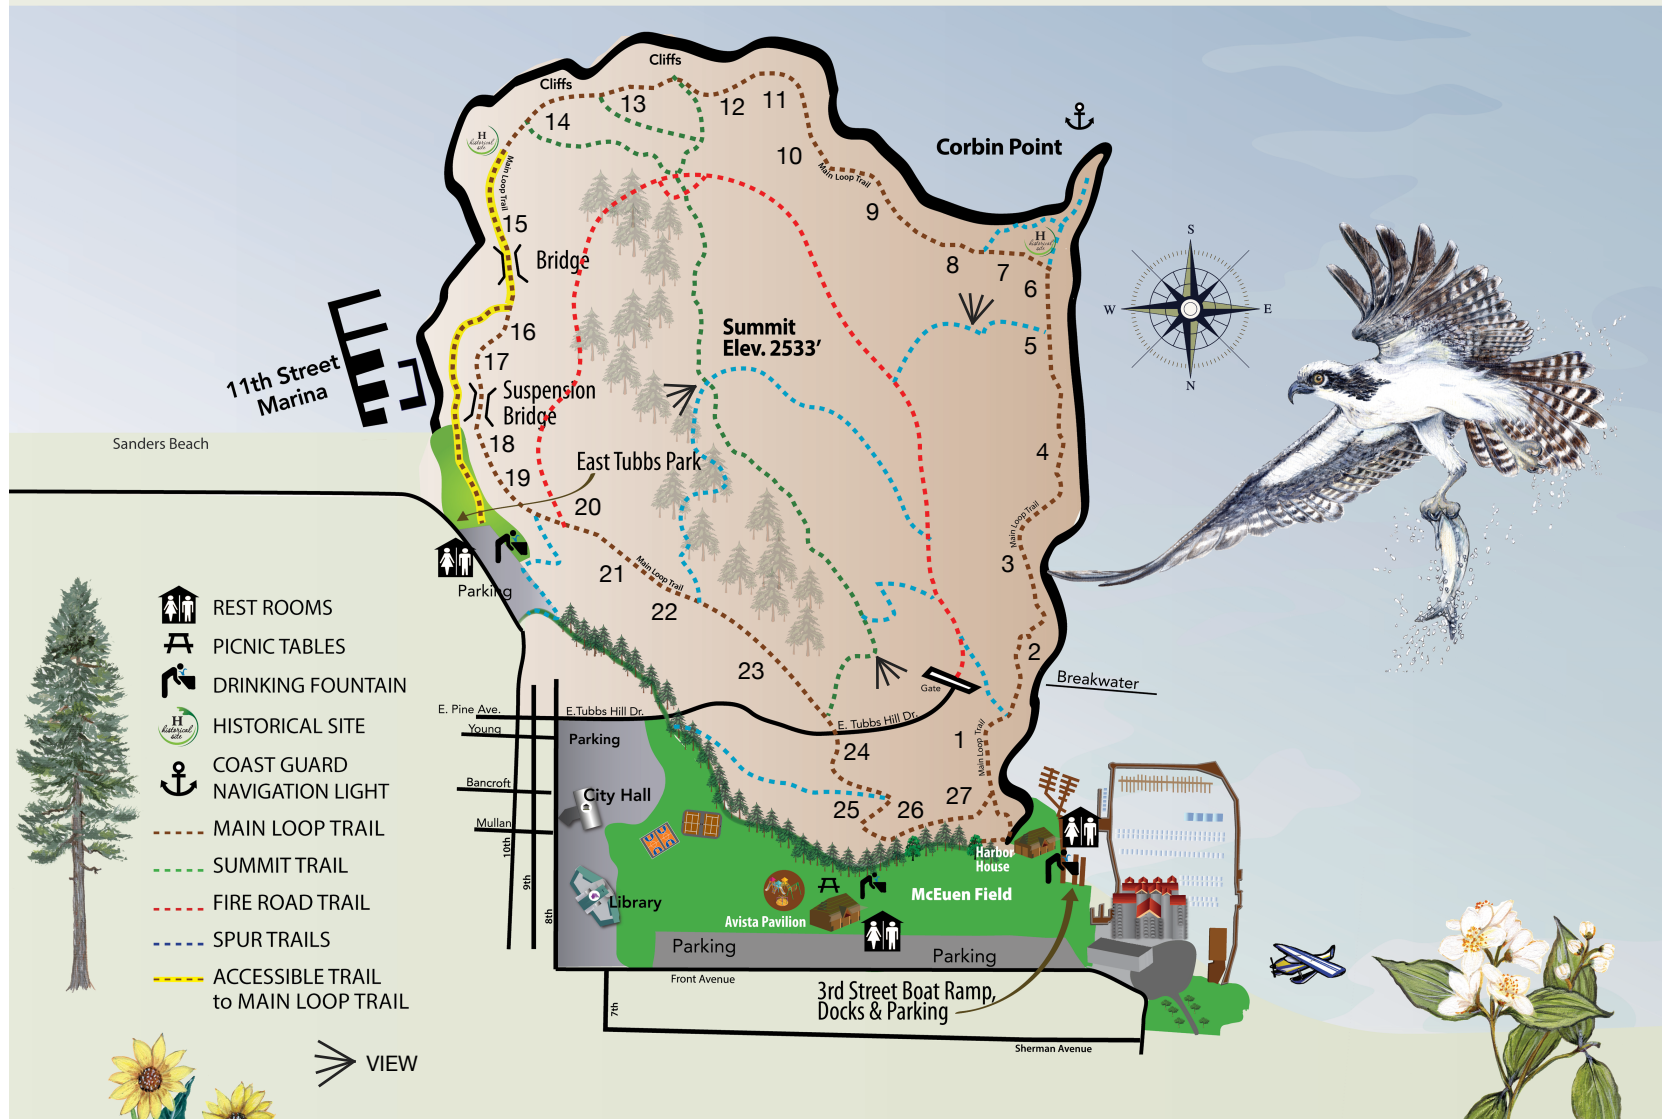 Cliffs
Cliffs
13
12
11
14
H
historical
site
Main Loop Trail
10
Main Loop Trail
Corbin Point
9
15
Bridge
8
7
6
H
historical
site
S
W
E
N
16
17
Summit
Elev. 2533’
5
11th Street
Marina
Suspension
Bridge
18
Sanders Beach
19
East Tubbs Park
20
4
Main Loop Trail
3
21
Main Loop Trail
22
Parking
23
2
Breakwater
Gate
E. Pine Ave.
E.Tubbs Hill Dr.
E. Tubbs Hill Dr.
Young
Parking
24
1
Main Loop Trail
Bancroft
City Hall
25
26
27
Mullan
10th
9th
8th
Harbor
House
Library
Avista Pavilion
McEuen Field
Parking
Parking
Front Avenue
7th
3rd Street Boat Ramp,
Docks & Parking
Sherman Avenue
REST ROOMS
PICNIC TABLES
DRINKING FOUNTAIN
H
historical
site
HISTORICAL SITE
COAST GUARD
NAVIGATION LIGHT
MAIN LOOP TRAIL
SUMMIT TRAIL
FIRE ROAD TRAIL
SPUR TRAILS
ACCESSIBLE TRAIL
to MAIN LOOP TRAIL
VIEW